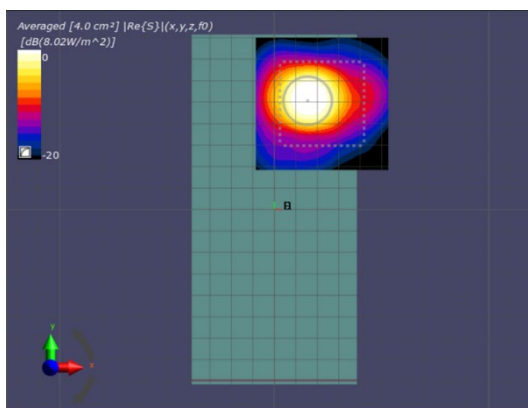 Averaged [4.0 cm²] |Re{S}|(x,y,z,f0)
[dB(8.02W/m^2)]
0
-20
y
x